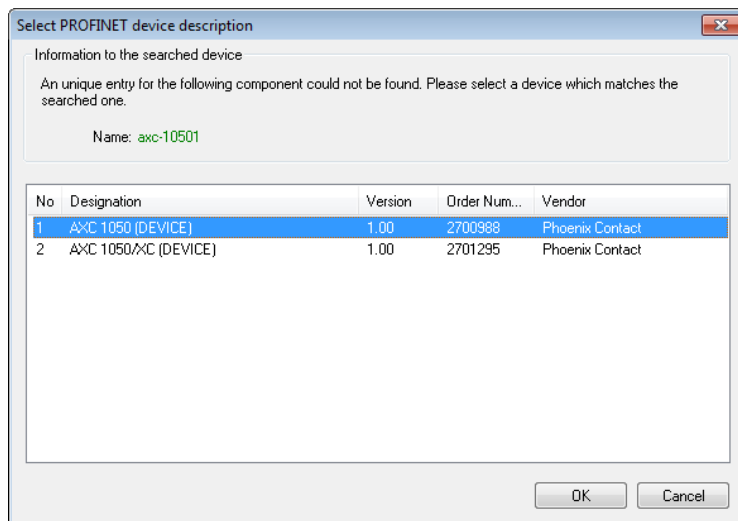 Select PROFINET device description
Information to the searched device
An unique entry for the following component could not be found. Please select a device which matches the
searched one.
Name: axc-10501
No Designation Version Order Num... Vendor
1 AXC 1050 (DEVICE) 1.00 2700988 Phoenix Contact
2 AXC 1050/XC (DEVICE) 1.00 2701295 Phoenix Contact
OK Cancel